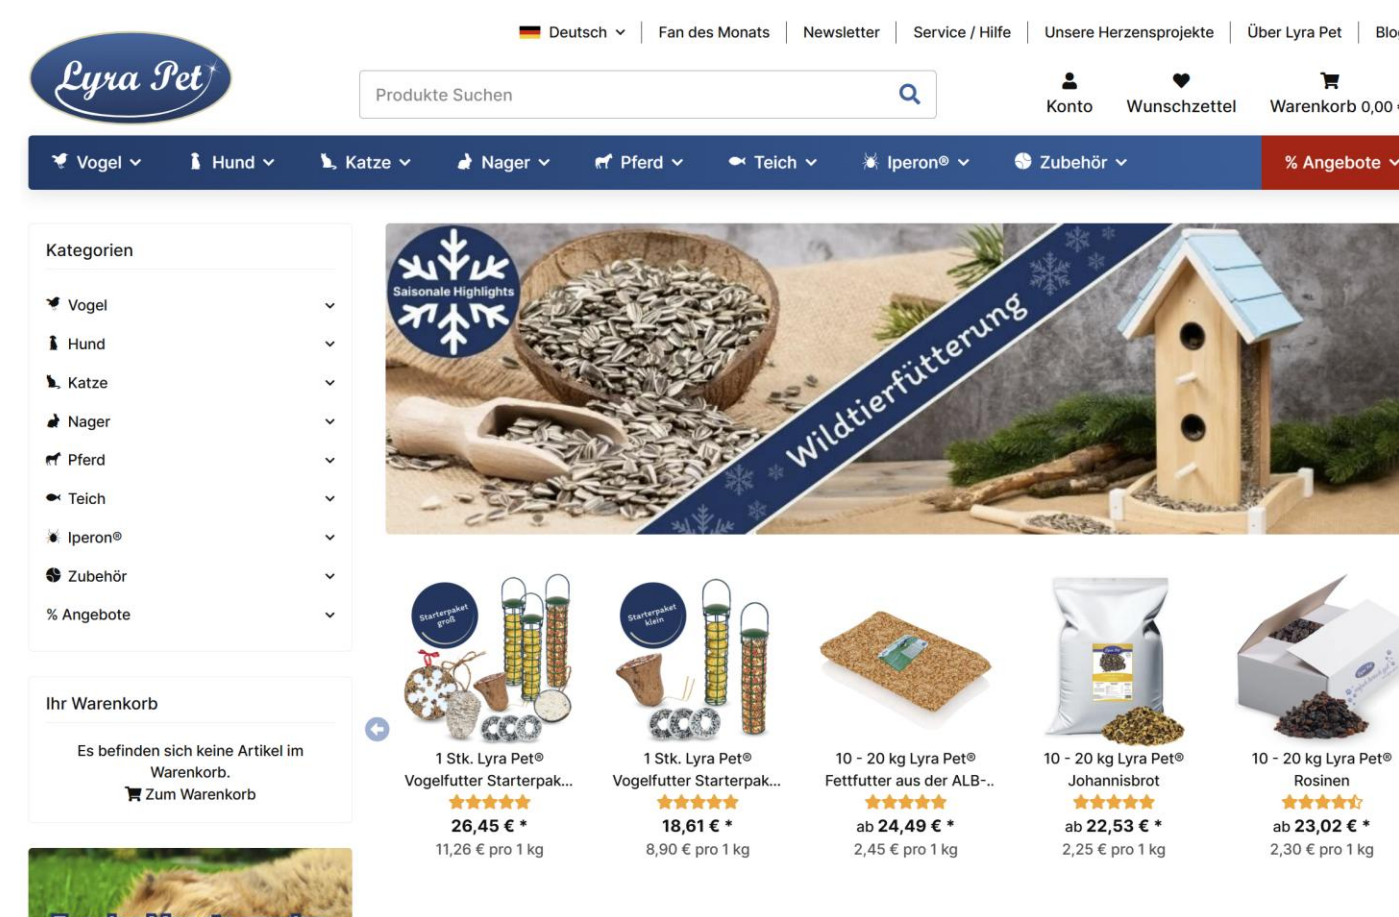 Deutsch
Fan des Monats
Newsletter
Service / Hilfe
Unsere Herzensprojekte
Über Lyra Pet
Lyra Pet
Produkte Suchen
Konto
Wunschzettel
Warenkorb 0,00
Vogel
Hund
Katze
Nager
Pferd
Teich
Iperon®
Zubehör
% Angebote
Kategorien
Vogel
Hund
Katze
Nager
Pferd
Teich
Iperon®
Zubehör
% Angebote
Saisonale Highlights
Wildtierfütterung
Ihr Warenkorb
Es befinden sich keine Artikel im
Warenkorb.
Zum Warenkorb
Starterpaket
groß
1 Stk. Lyra Pet®
Vogelfutter Starterpak...
26,45 € *
11,26 € pro 1 kg
Starterpaket
klein
1 Stk. Lyra Pet®
Vogelfutter Starterpak...
18,61 € *
8,90 € pro 1 kg
10 - 20 kg Lyra Pet®
Fettfutter aus der ALB-..
ab 24,49 € *
2,45 € pro 1 kg
10 - 20 kg Lyra Pet®
Johannisbrot
ab 22,53 € *
2,25 € pro 1 kg
10 - 20 kg Lyra Pet®
Rosinen
ab 23,02 € *
2,30 € pro 1 kg